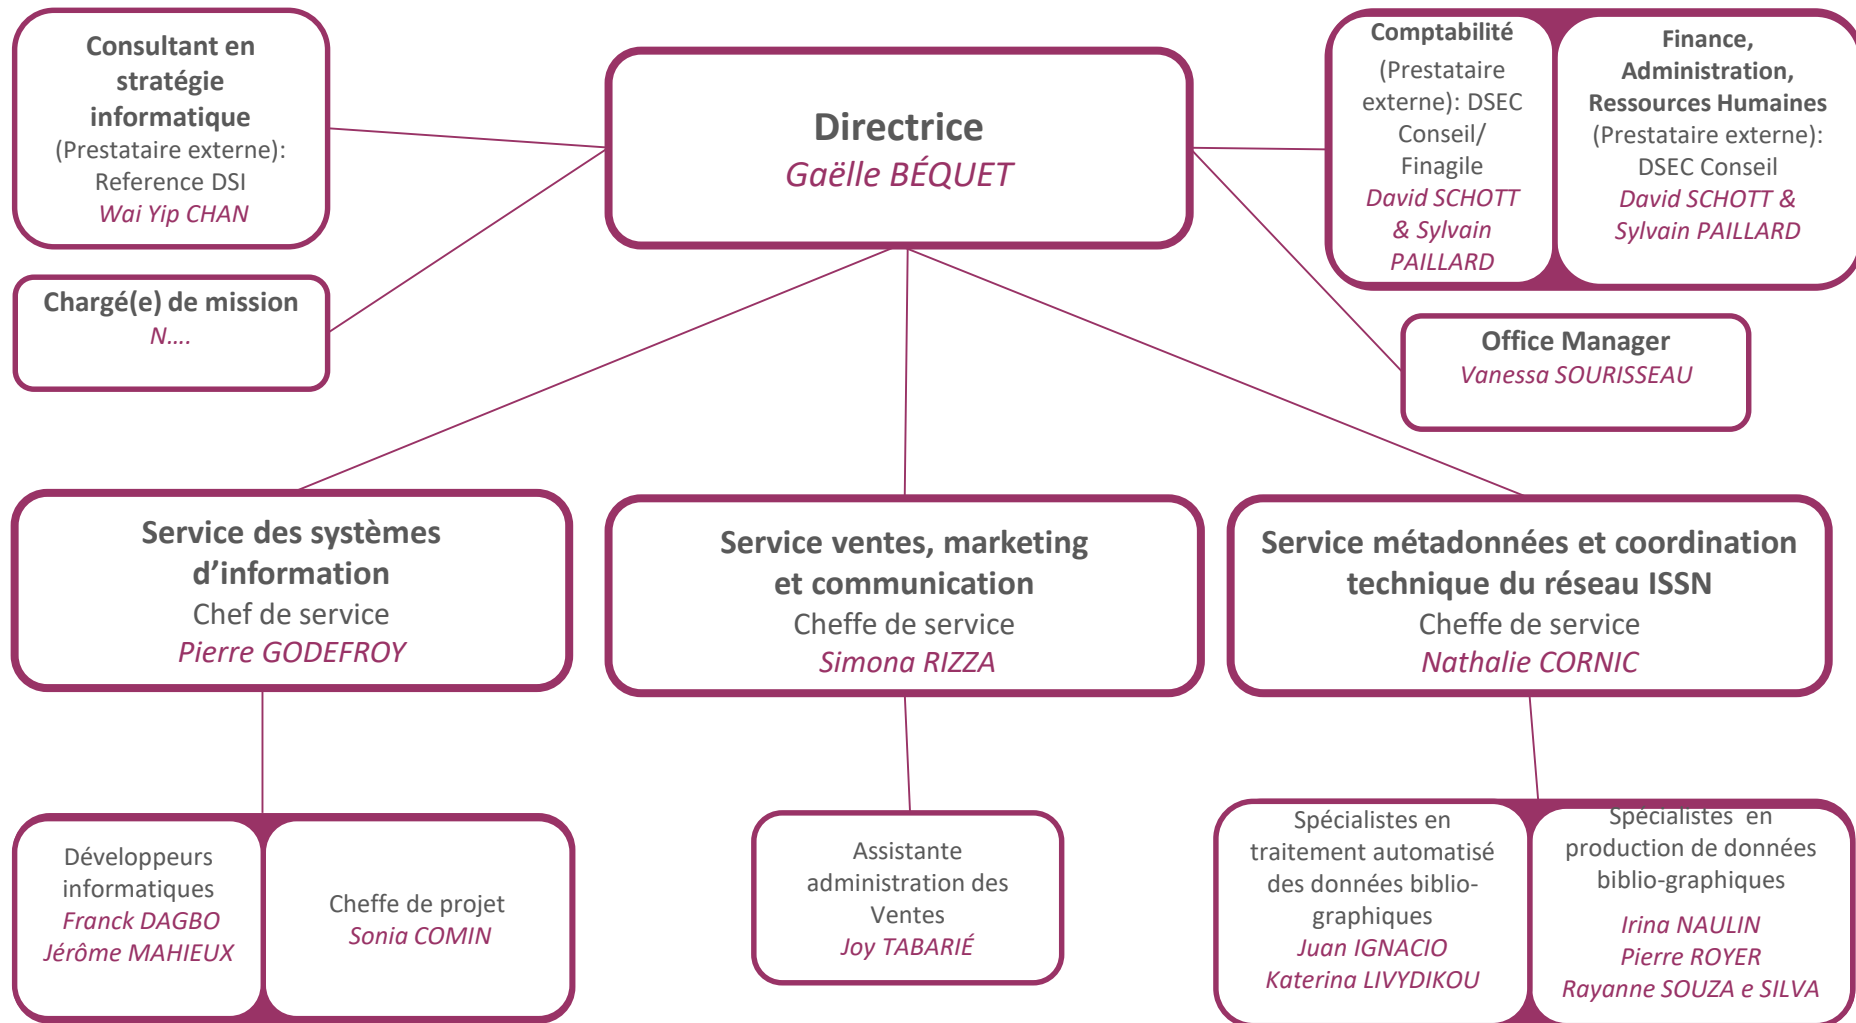 Consultant en
stratégie
informatique
(Prestataire externe):
Reference DSI
Wai Yip CHAN
Chargé(e) de mission
N....
Directrice
Gaëlle BÉQUET
Comptabilité
(Prestataire
externe): DSEC
Conseil/
Finagile
David SCHOTT
& Sylvain
PAILLARD
Finance,
Administration,
Ressources Humaines
(Prestataire externe):
DSEC Conseil
David SCHOTT &
Sylvain PAILLARD
Office Manager
Vanessa SOURISSEAU
Service des systèmes
d’information
Chef de service
Pierre GODEFROY
Service ventes, marketing
et communication
Cheffe de service
Simona RIZZA
Service métadonnées et coordination
technique du réseau ISSN
Cheffe de service
Nathalie CORNIC
Développeurs
informatiques
Franck DAGBO
Jérôme MAHIEUX
Cheffe de projet
Sonia COMIN
Assistante
administration des
Ventes
Joy TABARIÉ
Spécialistes en
traitement automatisé
des données biblio-
graphiques
Juan IGNACIO
Katerina LIVYDIKOU
Spécialistes en
production de données
biblio-graphiques
Irina NAULIN
Pierre ROYER
Rayanne SOUZA e SILVA